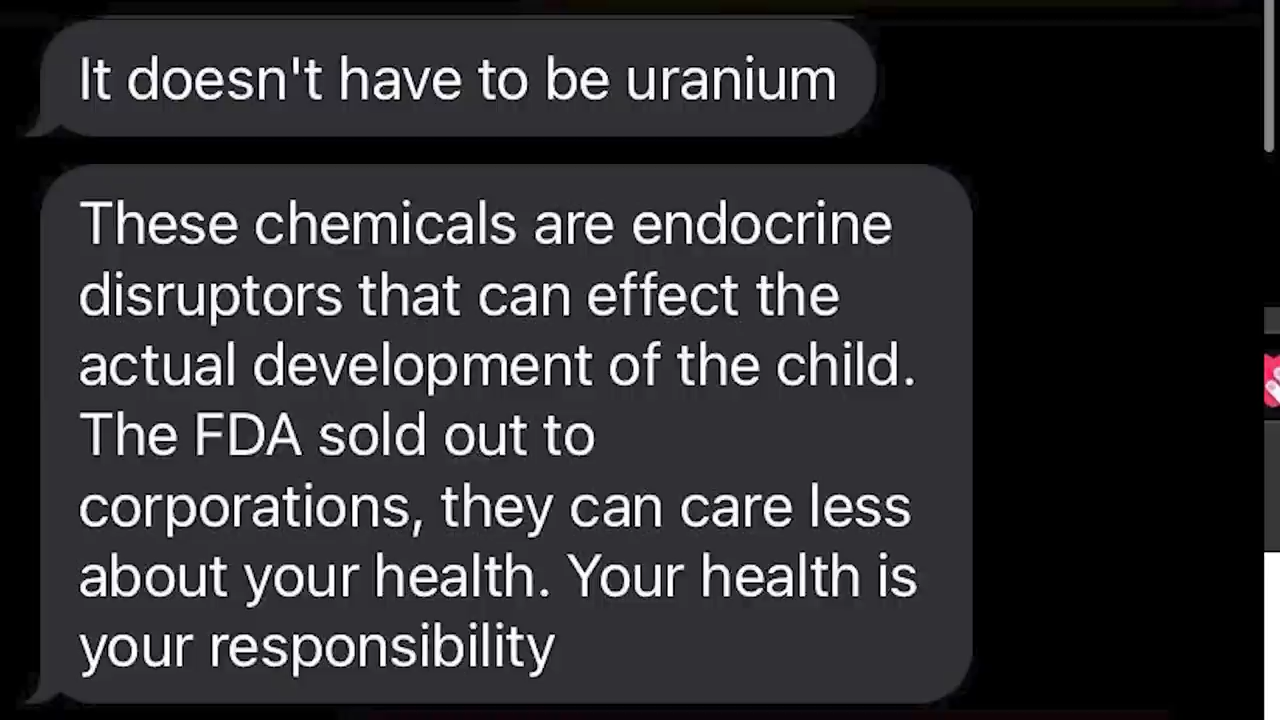 It doesn't have to be uranium
These chemicals are endocrine
disruptors that can effect the
actual development of the child.
The FDA sold out to
corporations, they can care less
about your health. Your health is
your responsibility